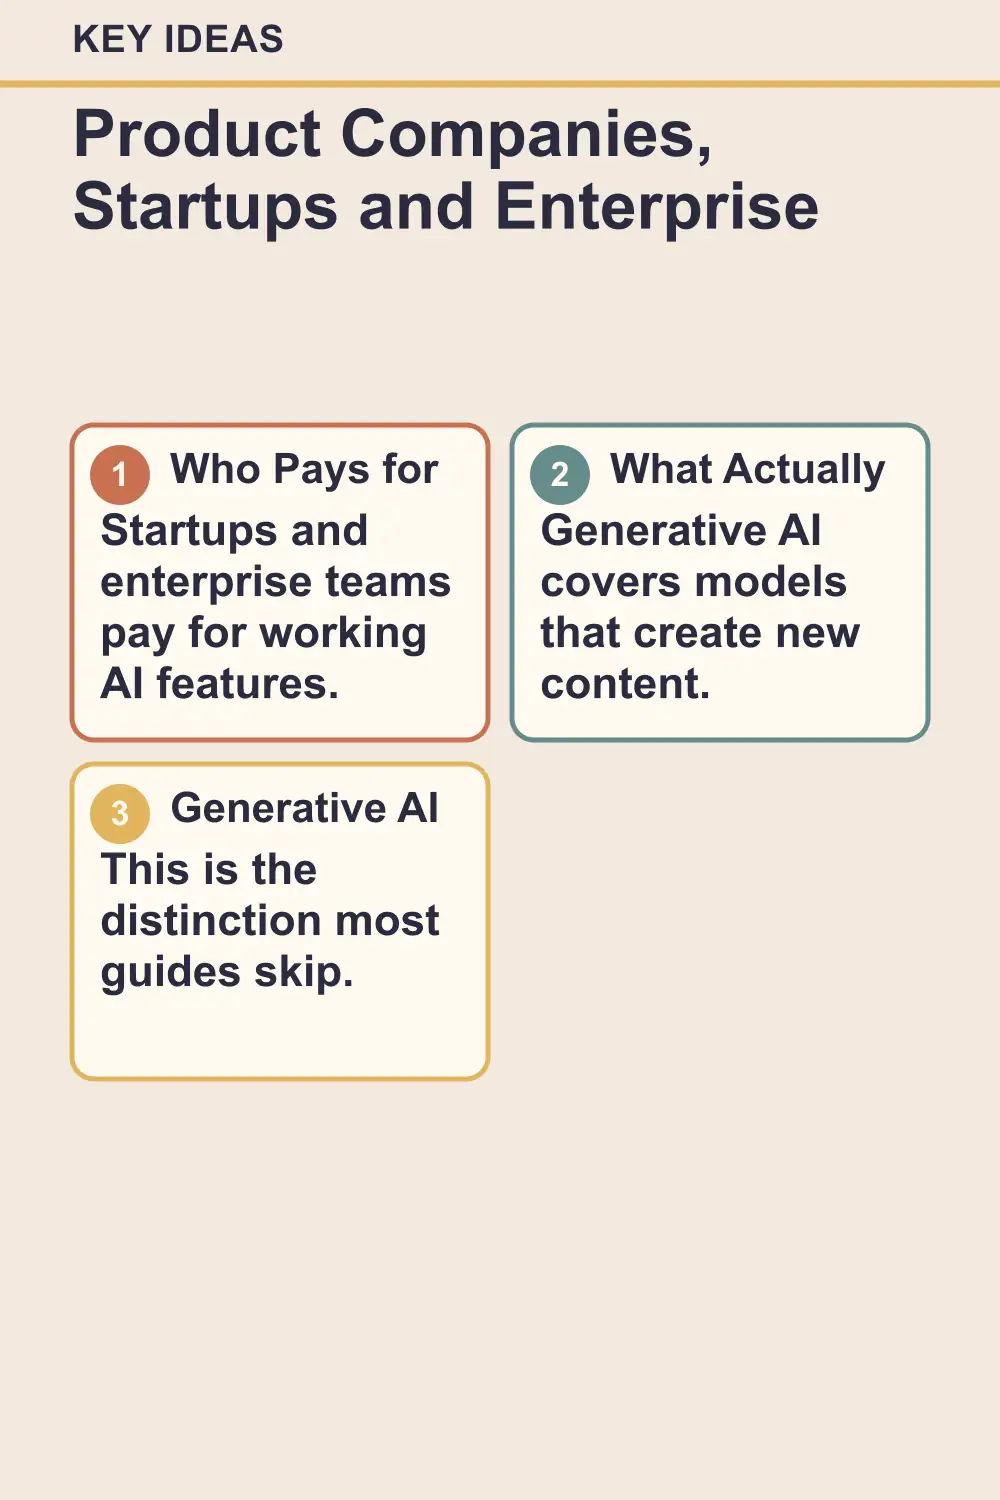 KEY IDEAS
Product Companies,
Startups and Enterprise
1 Who Pays for
Startups and
enterprise teams
pay for working
AI features.
2 What Actually
Generative AI
covers models
that create new
content.
3 Generative AI
This is the
distinction most
guides skip.